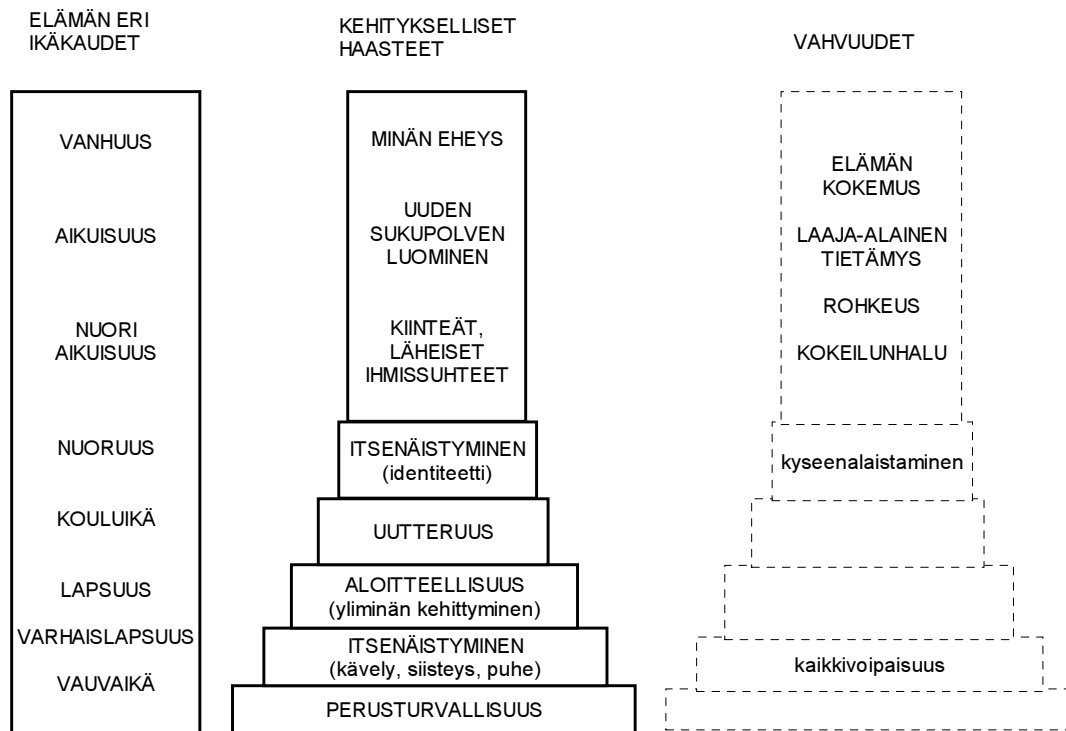 ELÄMÄN ERI
IKÄKAUDET
VANHUUS
AIKUISUUS
NUORI
AIKUISUUS
NUORUUS
KOULUIKÄ
LAPSUUS
VARHAISLAPSUUS
VAUVAIKÄ
KEHITYKSELLISET
HAASTEET
MINÄN EHEYS
UUDEN
SUKUPOLVEN
LUOMINEN
KIINTEÄT,
LÄHEISET
IHMISSUHTEET
ITSENÄISTYMINEN
(identiteetti)
UUTTERUUS
ALOITTEELLISUUS
(yliminän kehittyminen)
ITSENÄISTYMINEN
(kävely, siisteys, puhe)
PERUSTURVALLISUUS
VAHVUUDET
ELÄMÄN
KOKEMUS
LAAJA-ALAINEN
TIETÄMYS
ROHKEUS
KOKEILUNHALU
kyseenalaistaminen
kaikkivoipaisuus